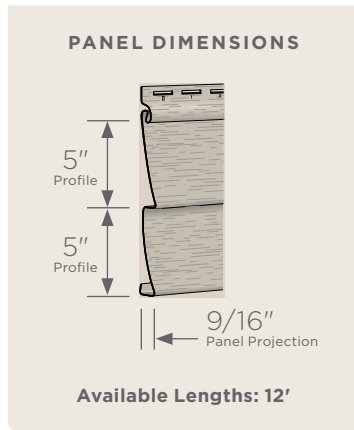 PANEL DIMENSIONS
5"
Profile
5"
Profile
9/16"
Panel Projection
Available Lengths: 12'